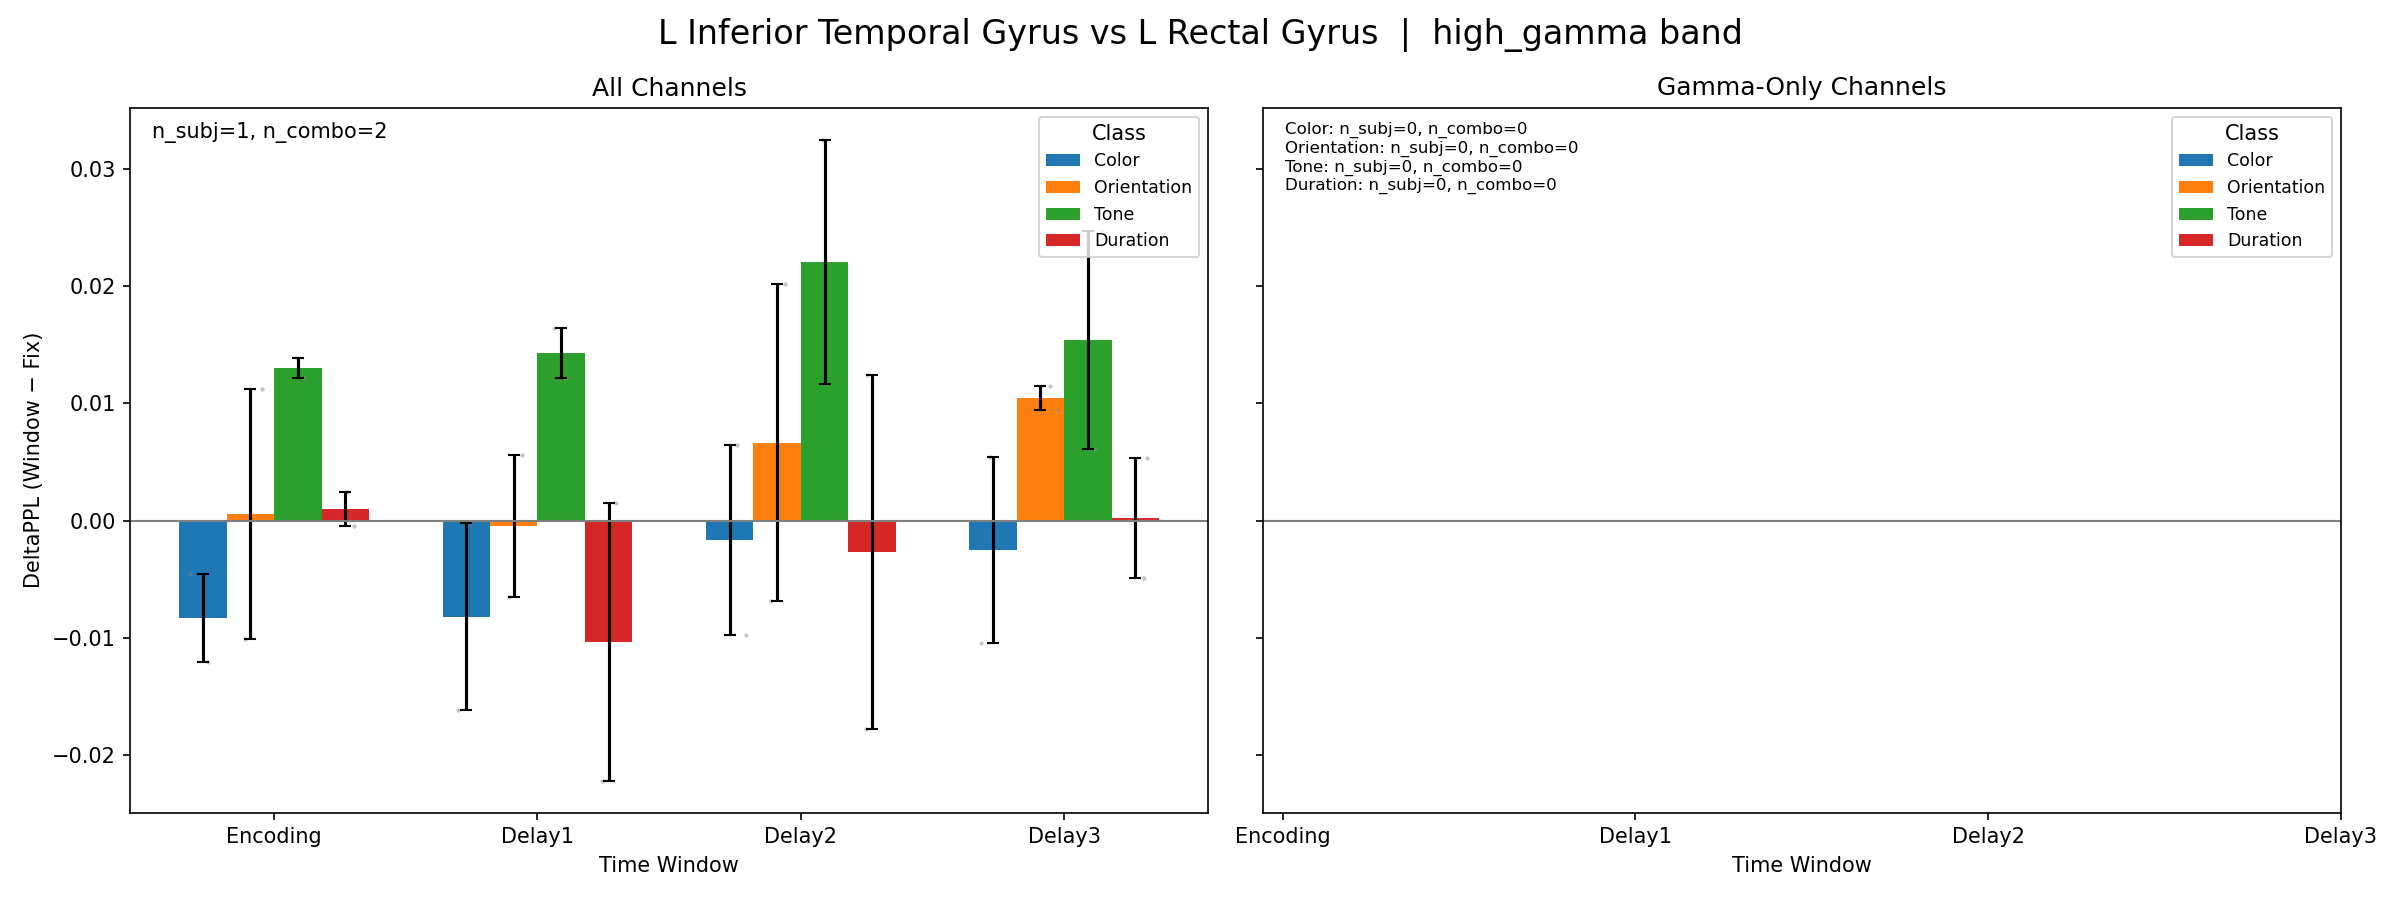 L Inferior Temporal Gyrus vs L Rectal Gyrus | high_gamma band
All Channels
n_subj=1, n_combo=2
Class
Color
Orientation
Tone
Duration
DeltaPPL (Window − Fix)
0.03
0.02
0.01
0.00
−0.01
−0.02
Encoding
Delay1
Delay2
Delay3
Time Window
Gamma-Only Channels
Color: n_subj=0, n_combo=0
Orientation: n_subj=0, n_combo=0
Tone: n_subj=0, n_combo=0
Duration: n_subj=0, n_combo=0
Class
Color
Orientation
Tone
Duration
Encoding
Delay1
Delay2
Delay3
Time Window